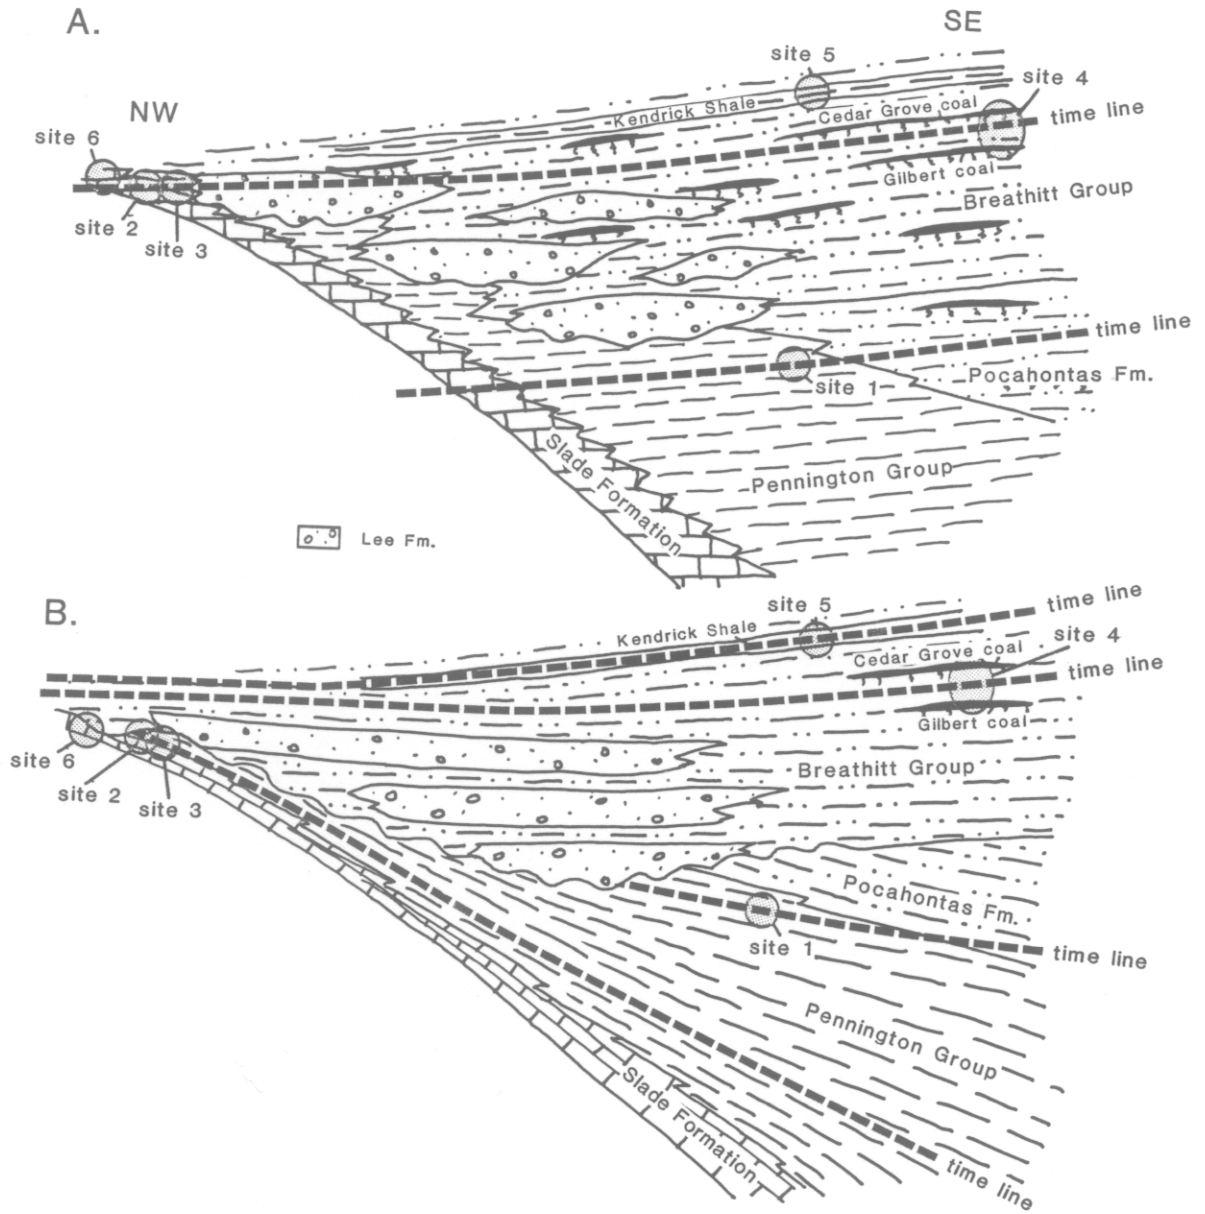 A.
SE
site 5
site 4
NW
Kendrick Shale
Cedar Grove coal
time line
site 6
Gilbert coal
Breathitt Group
site 2
site 3
time line
Pocahontas Fm.
site 1
Slade Formation
Pennington Group
Lee Fm.
B.
site 5
time line
Kendrick Shale
site 4
Cedar Grove coal
time line
Gilbert coal
site 6
Breathitt Group
site 2
site 3
Pocahontas Fm.
site 1
time line
Pennington Group
Slade Formation
time line